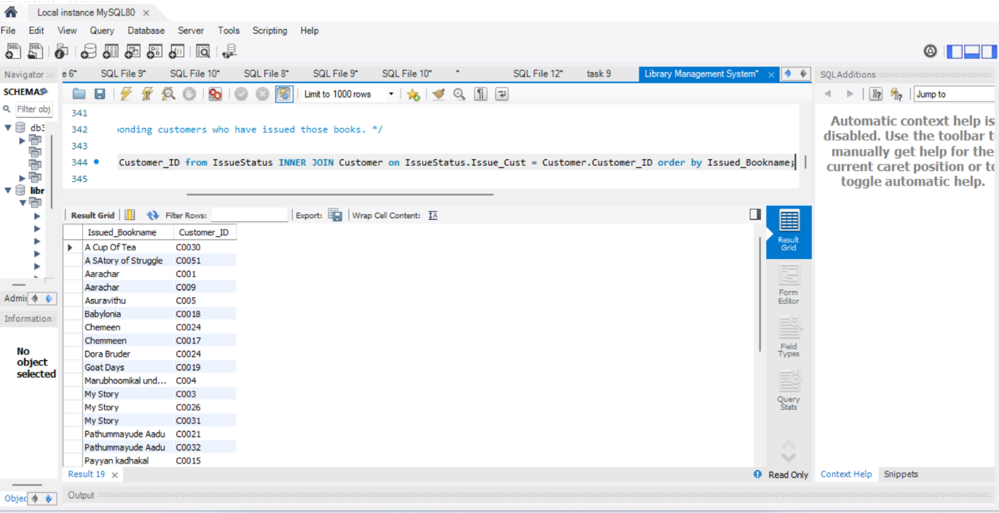 Local instance MySQL80 ×
File Edit View Query Database Server Tools Scripting Help
Navigator
e 6* SQL File 9* SQL File 10* SQL File 8* SQL File 9* SQL File 10* * SQL File 12* task 9 Library Management System* ×
SQLAdditions
SCHEMAS
Limit to 1000 rows
Jump to
Filter obj
341
342 onding customers who have issued those books. */
343
344 Customer_ID from IssueStatus INNER JOIN Customer on IssueStatus.Issue_Cust = Customer.Customer_ID order by Issued_Bookname;
345
db3
libr
Automatic context help is
disabled. Use the toolbar t
manually get help for the
current caret position or to
toggle automatic help.
Result Grid Filter Rows: Export: Wrap Cell Content:
Issued_Bookname Customer_ID
A Cup Of Tea C0030
A SAtory of Struggle C0051
Aarachar C001
Aarachar C009
Asuravithu C005
Babylonia C0018
Chemeen C0024
Chemmeen C0017
Dora Bruder C0024
Goat Days C0019
Marubhoomikal und... C004
My Story C003
My Story C0026
My Story C0031
Pathummayude Aadu C0021
Pathummayude Aadu C0032
Payyan kadhakal C0015
Result
Grid
Form
Editor
Field
Types
Query
Stats
Admi
Information
No
object
selected
Result 19 ×
Read Only
Context Help Snippets
Objec
Output